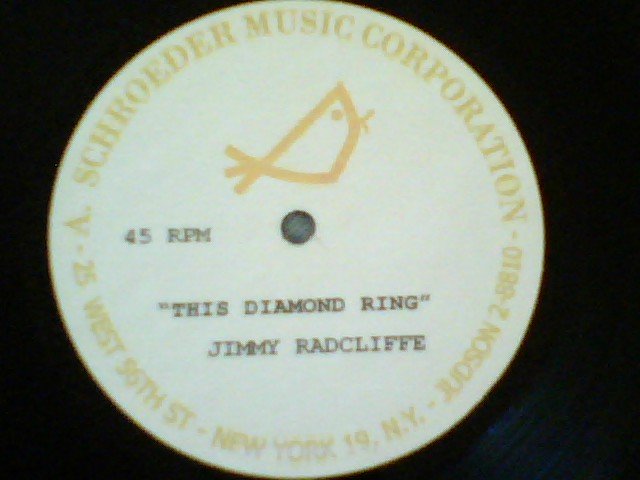 A. SCHROEDER MUSIC CORPORATION -
45 RPM
"THIS DIAMOND RING"
JIMMY RADCLIFFE
25 WEST 56TH ST - NEW YORK 19, N.Y. - JUDSON 2-8810